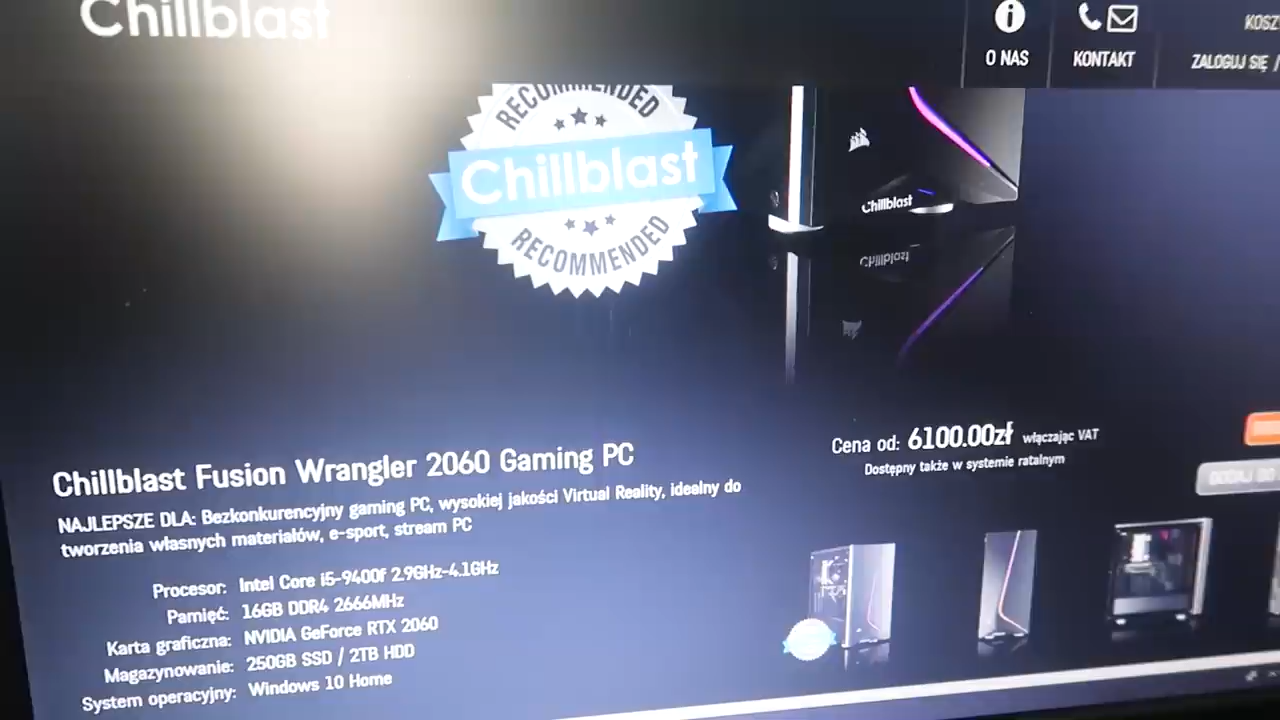 Chillblast
O NAS
KONTAKT
ZALOGUJ SIĘ /
RECOMMENDED
Chillblast
RECOMMENDED
Chillblast
Chillblast Fusion Wrangler 2060 Gaming PC
NAJLEPSZE DLA: Bezkonkurencyjny gaming PC, wysokiej jakości Virtual Reality, idealny do
tworzenia własnych materiałów, e-sport, stream PC
Procesor: Intel Core i5-9400f 2.9GHz-4.1GHz
Pamięć: 16GB DDR4 2666MHz
Karta graficzna: NVIDIA GeForce RTX 2060
Magazynowanie: 250GB SSD / 2TB HDD
System operacyjny: Windows 10 Home
Cena od: 6100.00zł włączając VAT
Dostępny także w systemie ratalnym